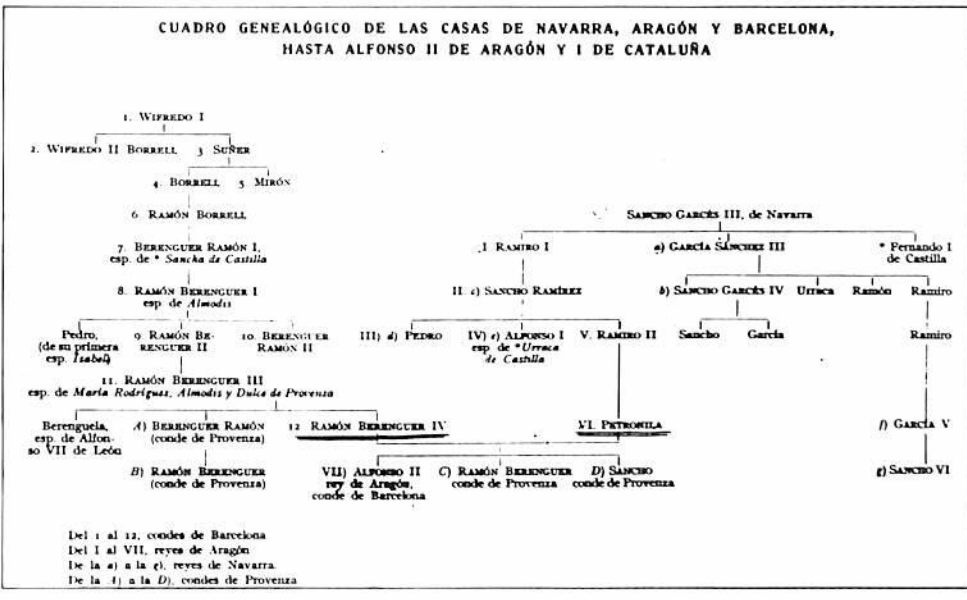 CUADRO GENEALÓGICO DE LAS CASAS DE NAVARRA, ARAGÓN Y BARCELONA,
HASTA ALFONSO II DE ARAGÓN Y I DE CATALUÑA
1. WIFREDO I
2. WIFREDO II BORRELL 3 SUÑER
4. BORRELL 5 MIRÓN
6 RAMÓN BORRELL
SANCHO GARCÉS III, de Navarra
7. BERENGUER RAMÓN I,
esp. de * Sancha de Castilla
I RAMIRO I
a) GARCÍA SÁNCHEZ III
* Fernando I
de Castilla
8. RAMÓN BERENGUER I
esp. de Almodis
II. c) SANCHO RAMÍREZ
b) SANCHO GARCÉS IV Urraca Ramón Ramiro
Pedro,
(de su primera
esp. Isabel)
9 RAMÓN BE-
RENGUER II
10. BERENGUER
RAMÓN II
III) d) PEDRO
IV) e) ALFONSO I
esp de *Urraca
de Castilla
V. RAMIRO II
Sancho García
Ramiro
11. RAMÓN BERENGUER III
esp. de María Rodríguez, Almodis y Dulce de Provenza
Berenguela,
esp. de Alfon-
so VII de León
A) BERENGUER RAMÓN
(conde de Provenza)
12 RAMÓN BERENGUER IV
VI. PETRONILA
f) GARCÍA V
B) RAMÓN BERENGUER
(conde de Provenza)
VII) ALFONSO II
rey de Aragón,
conde de Barcelona
C) RAMÓN BERENGUER
conde de Provenza
D) SANCHO
conde de Provenza
g) SANCHO VI
Del 1 al 12, condes de Barcelona
Del I al VII, reyes de Aragón
De la a) a la g), reyes de Navarra.
De la A) a la D), condes de Provenza